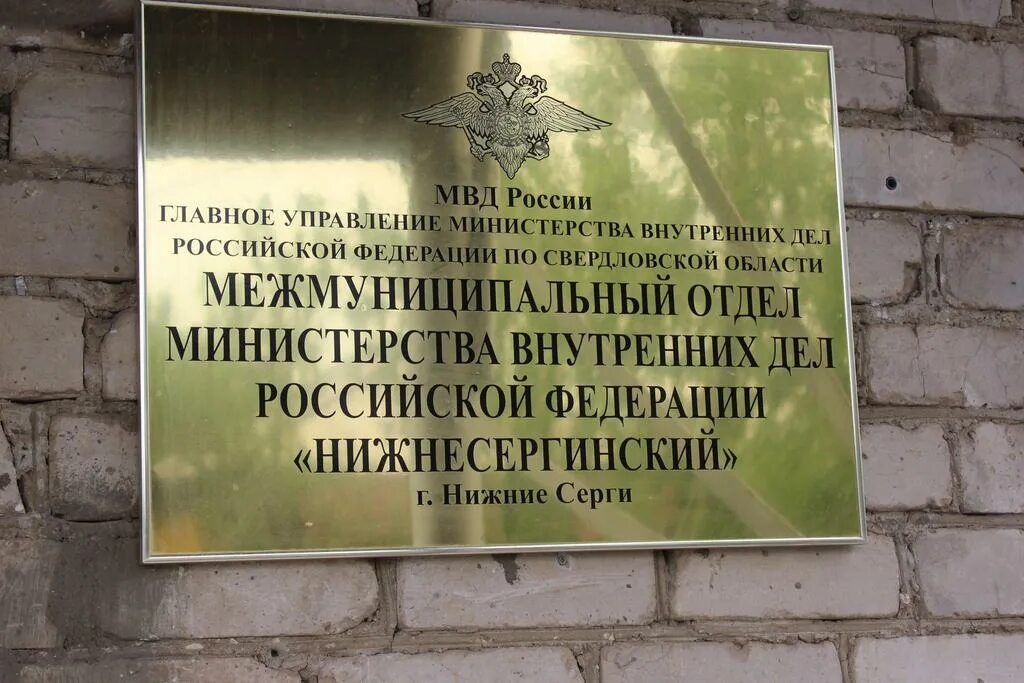 МВД России
ГЛАВНОЕ УПРАВЛЕНИЕ МИНИСТЕРСТВА ВНУТРЕННИХ ДЕЛ
РОССИЙСКОЙ ФЕДЕРАЦИИ ПО СВЕРДЛОВСКОЙ ОБЛАСТИ
МЕЖМУНИЦИПАЛЬНЫЙ ОТДЕЛ
МИНИСТЕРСТВА ВНУТРЕННИХ ДЕЛ
РОССИЙСКОЙ ФЕДЕРАЦИИ
«НИЖНЕСЕРГИНСКИЙ»
г. Нижние Серги